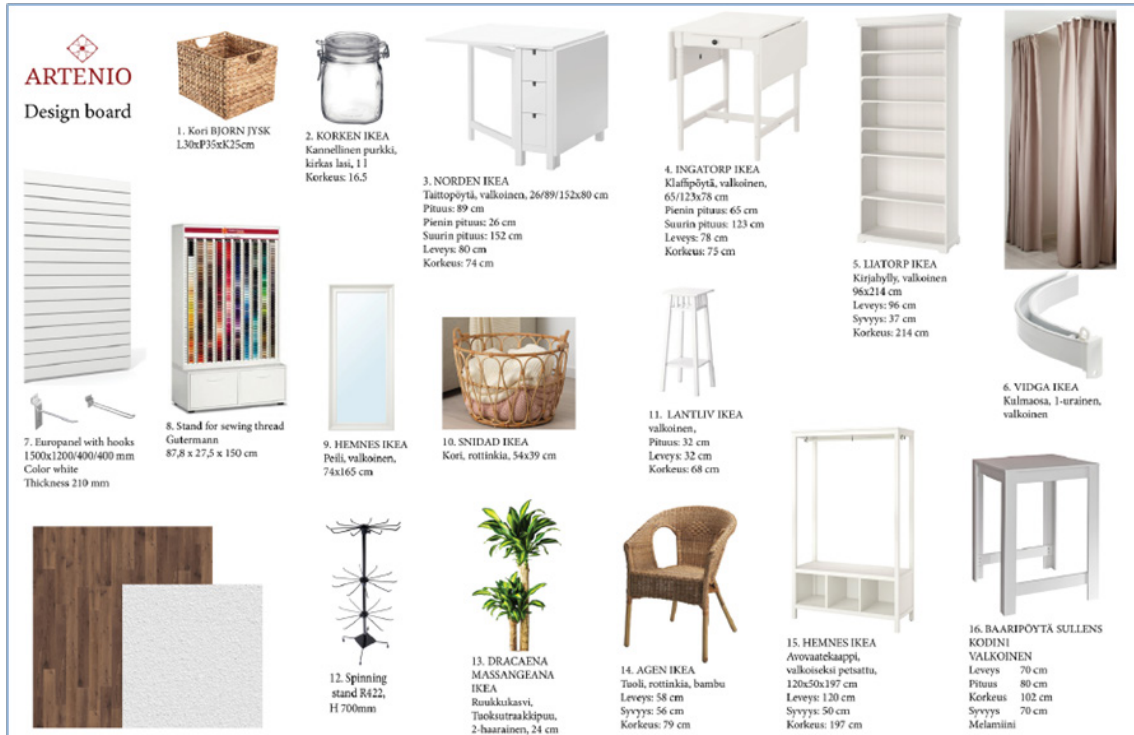 ARTENIO
Design board
1. Kori BJORN JYSK
L30xP35xK25cm
2. KORKEN IKEA
Kannellinen purkki,
kirkas lasi, 1 l
Korkeus: 16.5
3. NORDEN IKEA
Taittopöytä, valkoinen, 26/89/152x80 cm
Pituus: 89 cm
Pienin pituus: 26 cm
Suurin pituus: 152 cm
Leveys: 80 cm
Korkeus: 74 cm
4. INGATORP IKEA
Klaffipöytä, valkoinen,
65/123x78 cm
Pienin pituus: 65 cm
Suurin pituus: 123 cm
Leveys: 78 cm
Korkeus: 75 cm
5. LIATORP IKEA
Kirjahylly, valkoinen
96x214 cm
Leveys: 96 cm
Syvyys: 37 cm
Korkeus: 214 cm
6. VIDGA IKEA
Kulmaosa, 1-urainen,
valkoinen
7. Europanel with hooks
1500x1200/400/400 mm
Color white
Thickness 210 mm
8. Stand for sewing thread
Gutermann
87,8 x 27,5 x 150 cm
9. HEMNES IKEA
Peili, valkoinen,
74x165 cm
10. SNIDAD IKEA
Kori, rottinkia, 54x39 cm
11. LANTLIV IKEA
valkoinen,
Pituus: 32 cm
Leveys: 32 cm
Korkeus: 68 cm
12. Spinning
stand R422,
H 700mm
13. DRACAENA
MASSANGEANA
IKEA
Ruukkukasvi,
Tuoksutraakkipuu,
2-haarainen, 24 cm
14. AGEN IKEA
Tuoli, rottinkia, bambu
Leveys: 58 cm
Syvyys: 56 cm
Korkeus: 79 cm
15. HEMNES IKEA
Avovaatekaappi,
valkoiseksi petsattu,
120x50x197 cm
Leveys: 120 cm
Syvyys: 50 cm
Korkeus: 197 cm
16. BAARIPÖYTÄ SULLENS
KODIN1
VALKOINEN
Leveys 70 cm
Pituus 80 cm
Korkeus 102 cm
Syvyys 70 cm
Melamiini